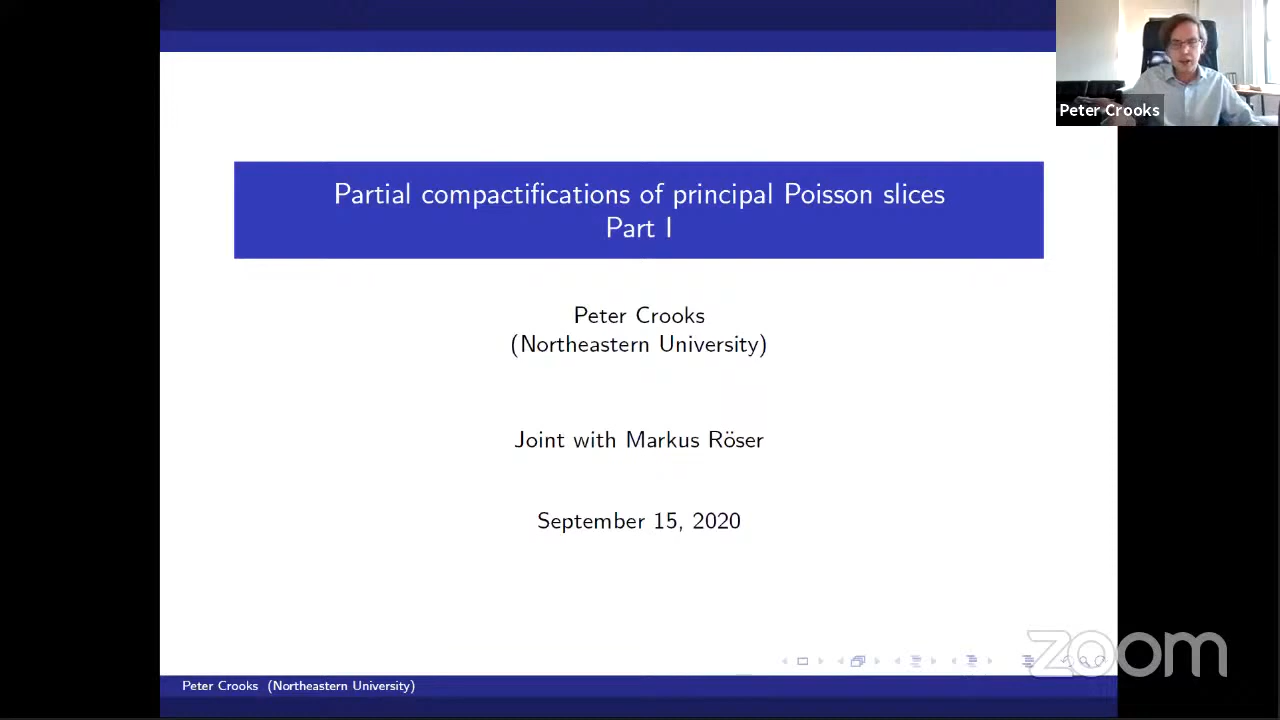 Peter Crooks
Partial compactifications of principal Poisson slices
Part I
Peter Crooks
(Northeastern University)
Joint with Markus Röser
September 15, 2020
zoom
Peter Crooks (Northeastern University)